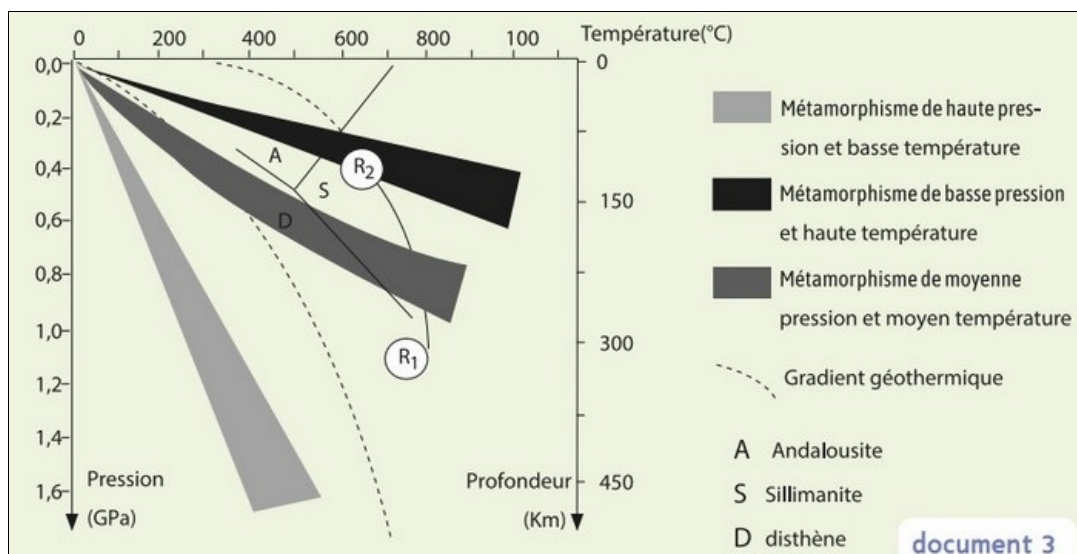 0 200 400 600 800 100 Température(°C)
0,0
0,2
0,4
0,6
0,8
1,0
1,2
1,4
1,6
Pression
(GPa)
0
150
300
450
Profondeur
(Km)
A
S
D
R2
R1
Métamorphisme de haute pres-
sion et basse température
Métamorphisme de basse pression
et haute température
Métamorphisme de moyenne
pression et moyen température
Gradient géothermique
A Andalousite
S Sillimanite
D disthène
document 3